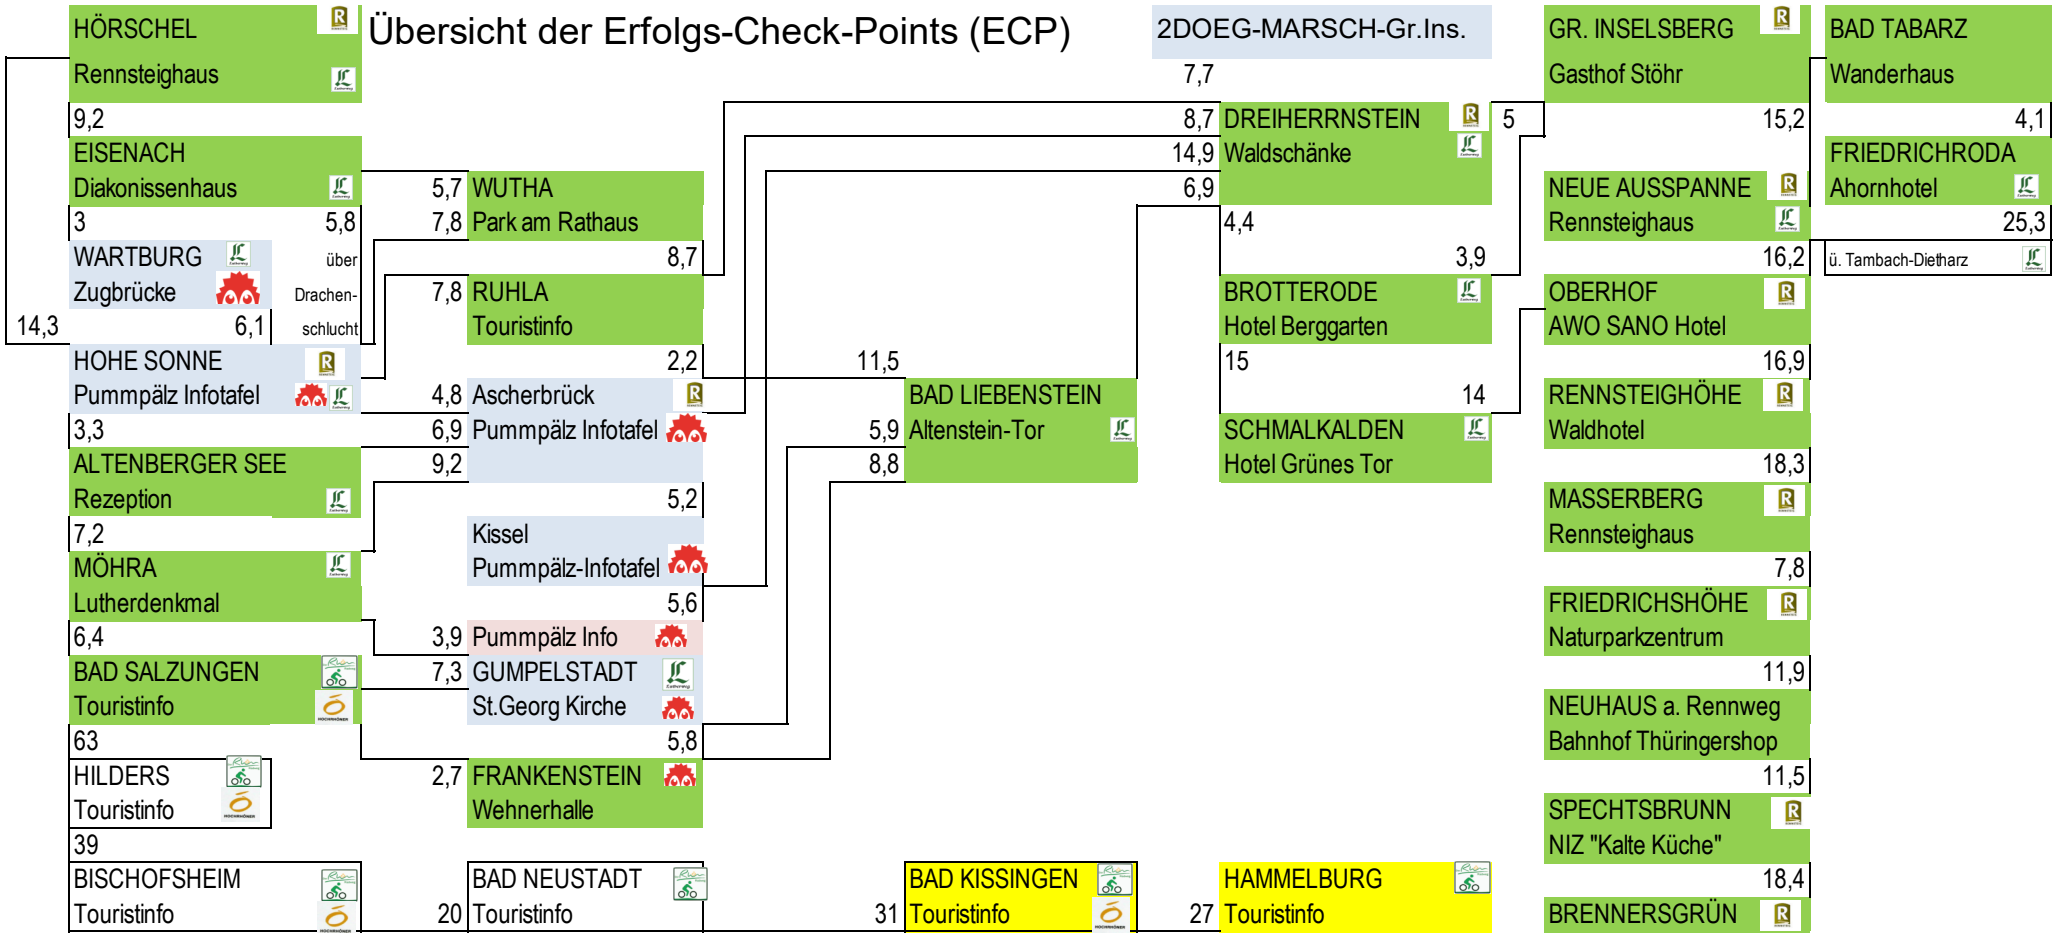 Übersicht der Erfolgs-Check-Points (ECP)
2DOEG-MARSCH-Gr.Ins.
7,7
HÖRSCHEL
Rennsteighaus
9,2
EISENACH
Diakonissenhaus
3
5,8
WARTBURG
Zugbrücke
über
Drachen-
schlucht
14,3
6,1
HOHE SONNE
Pummpälz Infotafel
3,3
ALTENBERGER SEE
Rezeption
7,2
MÖHRA
Lutherdenkmal
6,4
BAD SALZUNGEN
Touristinfo
63
HILDERS
Touristinfo
39
BISCHOFSHEIM
Touristinfo
5,7 WUTHA
7,8 Park am Rathaus
8,7
7,8 RUHLA
Touristinfo
2,2
4,8 Ascherbrück
6,9 Pummpälz Infotafel
9,2
5,2
Kissel
Pummpälz-Infotafel
5,6
3,9 Pummpälz Info
7,3 GUMPELSTADT
St.Georg Kirche
5,8
2,7 FRANKENSTEIN
Wehnerhalle
BAD NEUSTADT
20 Touristinfo
11,5
BAD LIEBENSTEIN
5,9 Altenstein-Tor
8,8
BAD KISSINGEN
31 Touristinfo
8,7 DREIHERRNSTEIN
14,9 Waldschänke
6,9
5
4,4
3,9
BROTTERODE
Hotel Berggarten
15
14
SCHMALKALDEN
Hotel Grünes Tor
HAMMELBURG
27 Touristinfo
GR. INSELSBERG
Gasthof Stöhr
15,2
NEUE AUSSPANNE
Rennsteighaus
16,2
OBERHOF
AWO SANO Hotel
16,9
RENNSTEIGHÖHE
Waldhotel
18,3
MASSERBERG
Rennsteighaus
7,8
FRIEDRICHSHÖHE
Naturparkzentrum
11,9
NEUHAUS a. Rennweg
Bahnhof Thüringershop
11,5
SPECHTSBRUNN
NIZ "Kalte Küche"
18,4
BRENNERSGRÜN
BAD TABARZ
Wanderhaus
4,1
FRIEDRICHRODA
Ahornhotel
25,3
ü. Tambach-Dietharz